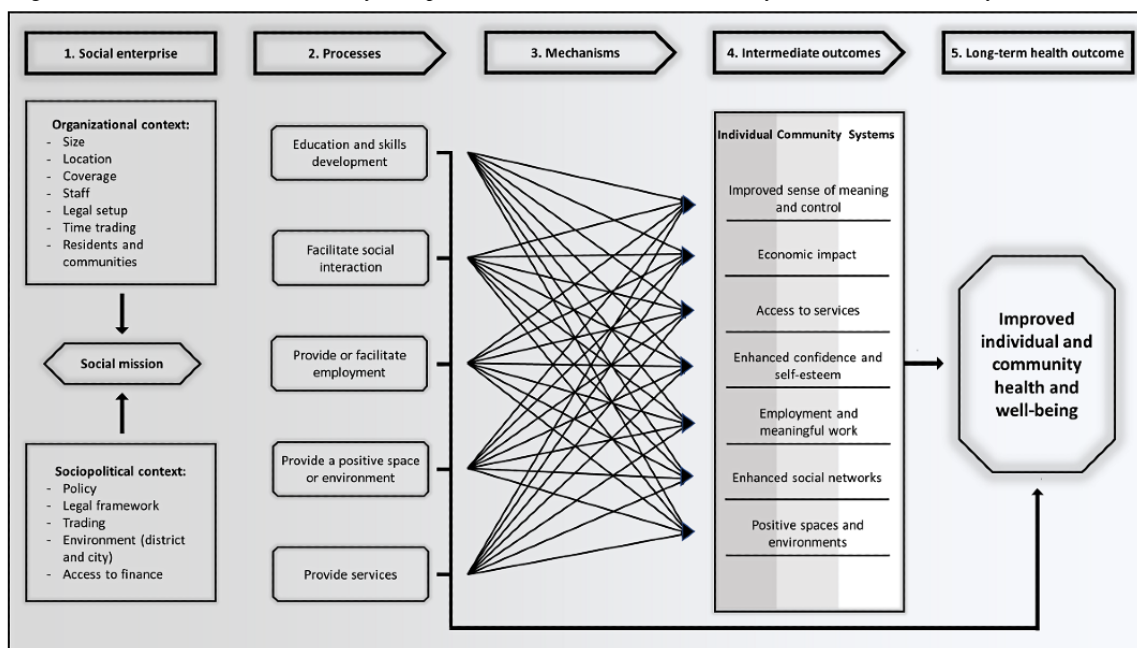 1. Social enterprise
2. Processes
3. Mechanisms
4. Intermediate outcomes
5. Long-term health outcome
Organizational context:
- Size
- Location
- Coverage
- Staff
- Legal setup
- Time trading
- Residents and
communities
Social mission
Sociopolitical context:
- Policy
- Legal framework
- Trading
- Environment (district
and city)
- Access to finance
Education and skills
development
Facilitate social
interaction
Provide or facilitate
employment
Provide a positive space
or environment
Provide services
Individual Community Systems
Improved sense of meaning
and control
Economic impact
Access to services
Enhanced confidence and
self-esteem
Employment and
meaningful work
Enhanced social networks
Positive spaces and
environments
Improved
individual and
community
health and
well-being